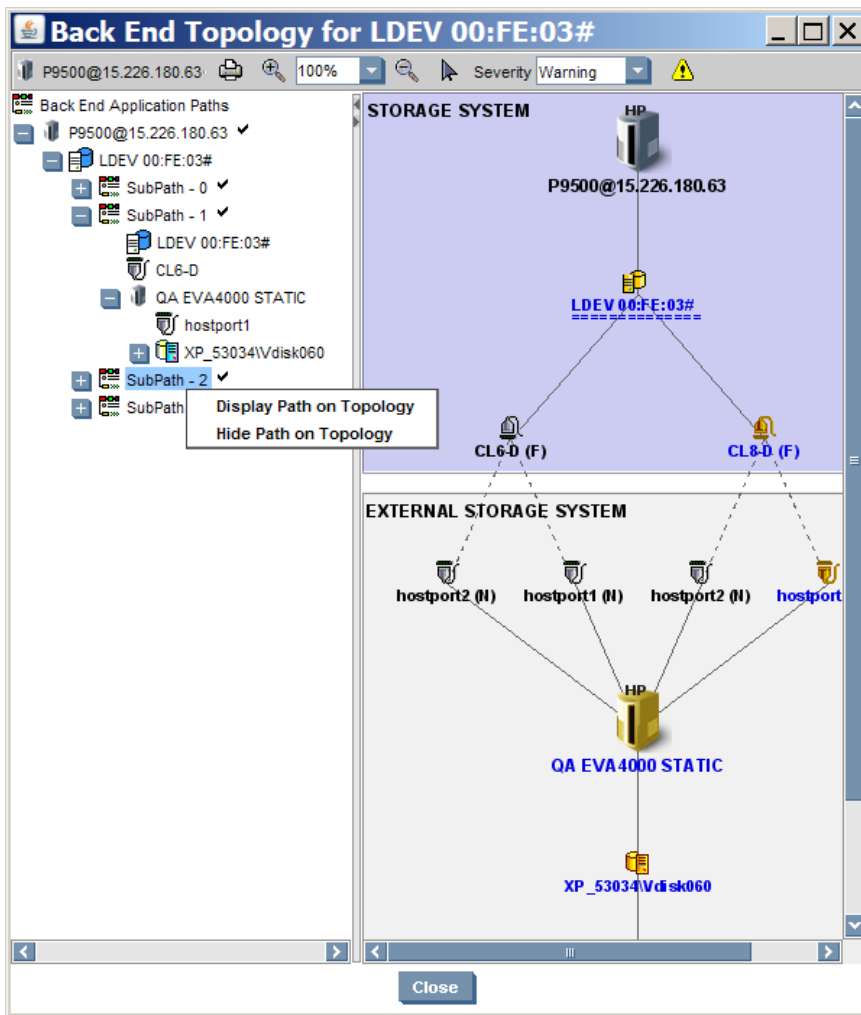 Back End Topology for LDEV 00:FE:03#
P9500@15.226.180.63 100% Severity Warning
Back End Application Paths
P9500@15.226.180.63
LDEV 00:FE:03#
SubPath - 0
SubPath - 1
LDEV 00:FE:03#
CL6-D
QA EVA4000 STATIC
hostport1
XP_53034\Vdisk060
SubPath - 2
SubPath
Display Path on Topology
Hide Path on Topology
STORAGE SYSTEM
HP
P9500@15.226.180.63
LDEV 00:FE:03#
CL6-D (F) CL8-D (F)
EXTERNAL STORAGE SYSTEM
hostport2 (N) hostport1 (N) hostport2 (N) hostport
HP
QA EVA4000 STATIC
XP_53034\Vdisk060
Close